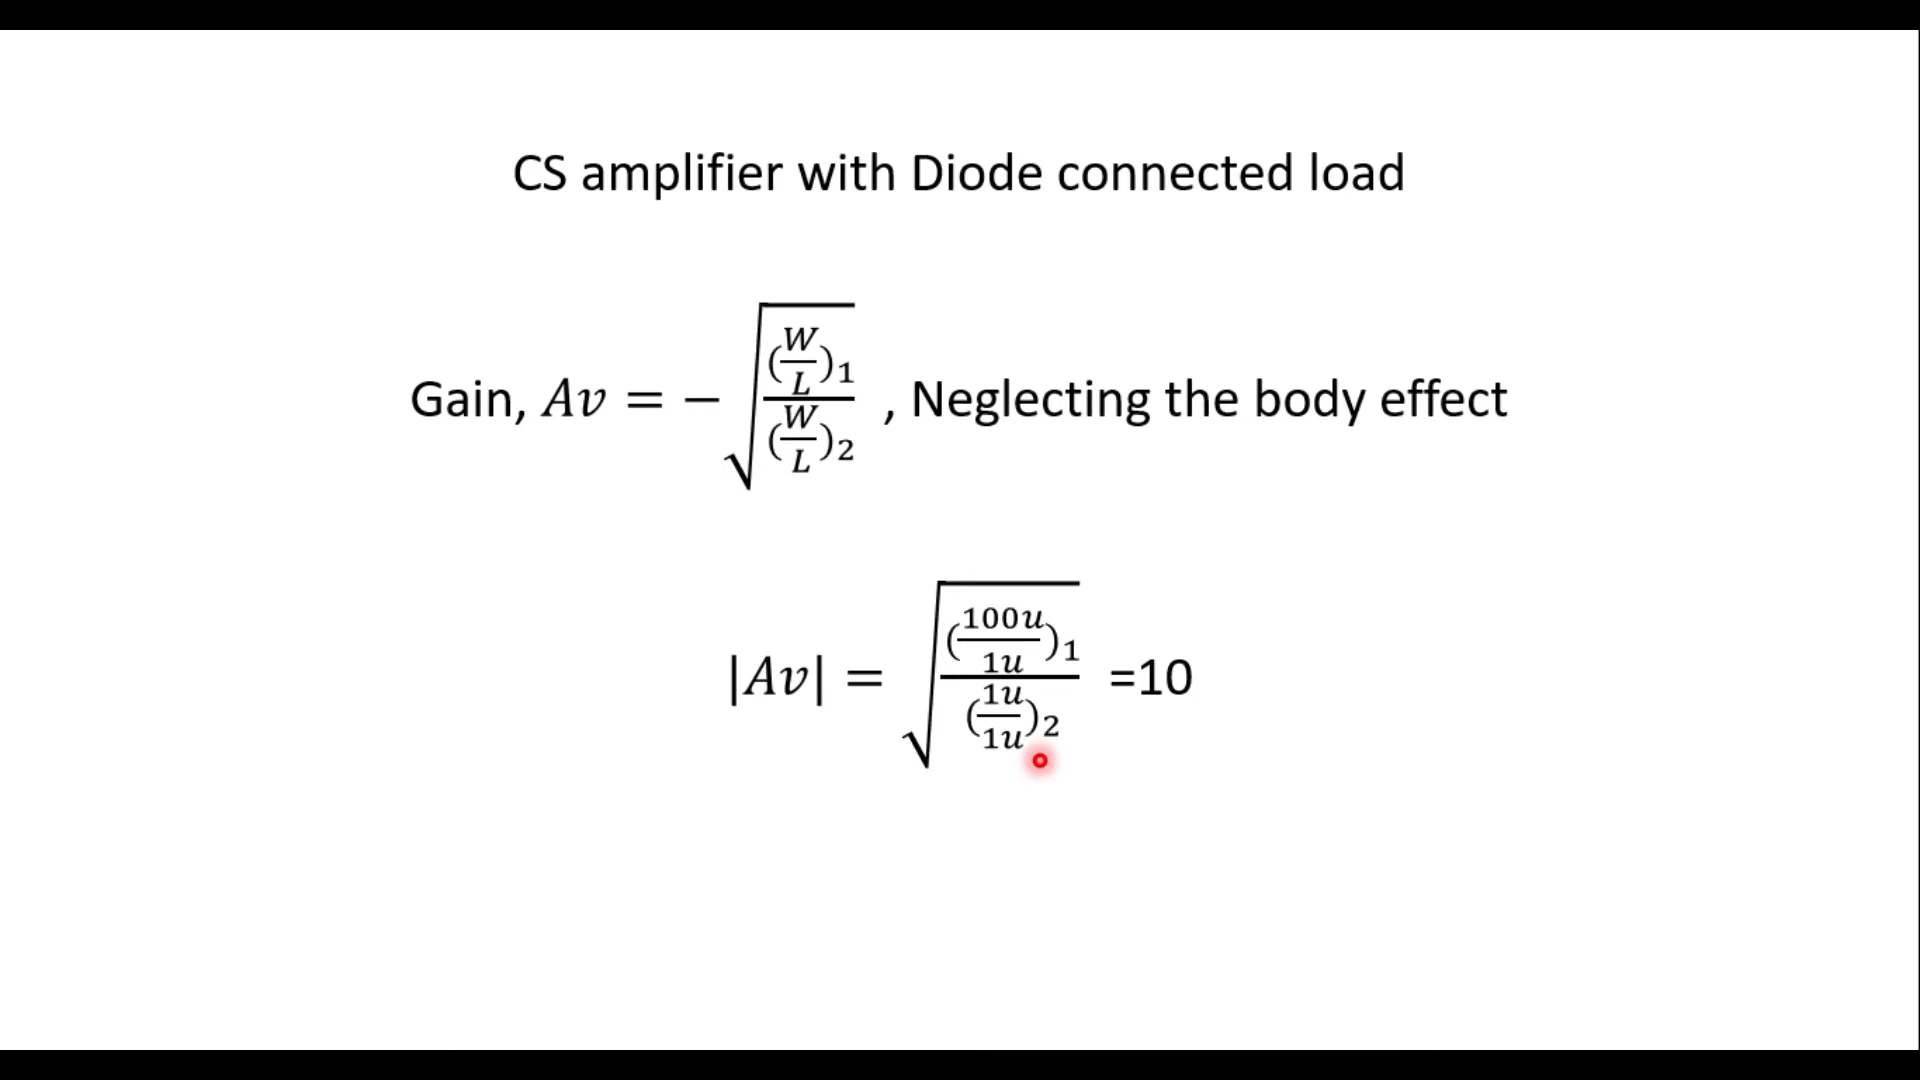 CS amplifier with Diode connected load
Gain, Av = −√((W/L)1/(W/L)2) , Neglecting the body effect
|Av| = √((100u/1u)1/(1u/1u)2) =10